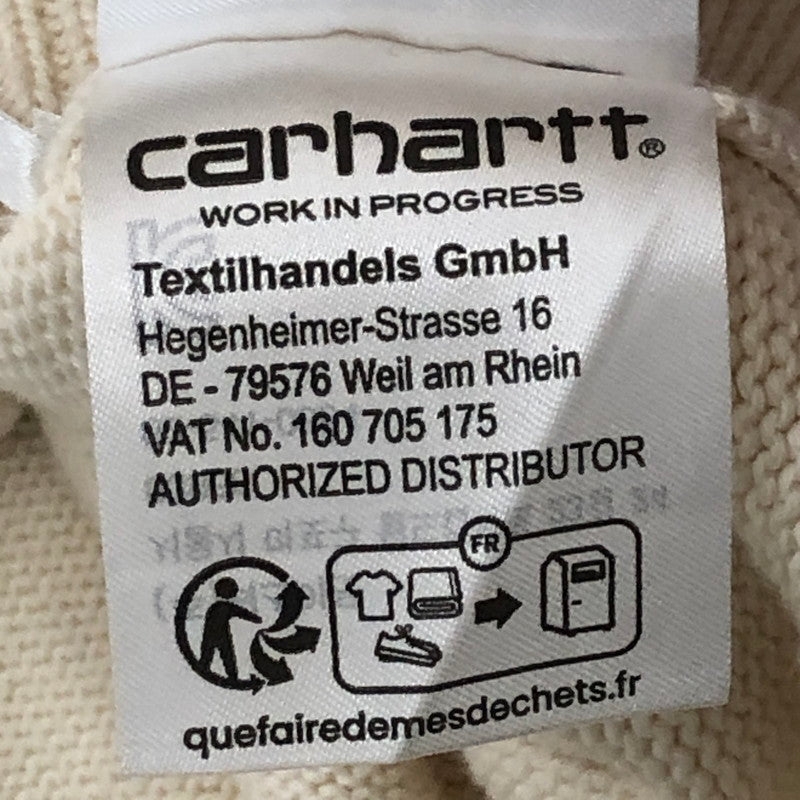 carhartt®
WORK IN PROGRESS
Textilhandels GmbH
Hegenheimer-Strasse 16
DE - 79576 Weil am Rhein
VAT No. 160 705 175
AUTHORIZED DISTRIBUTOR
FR
quefairedemesdechets.fr